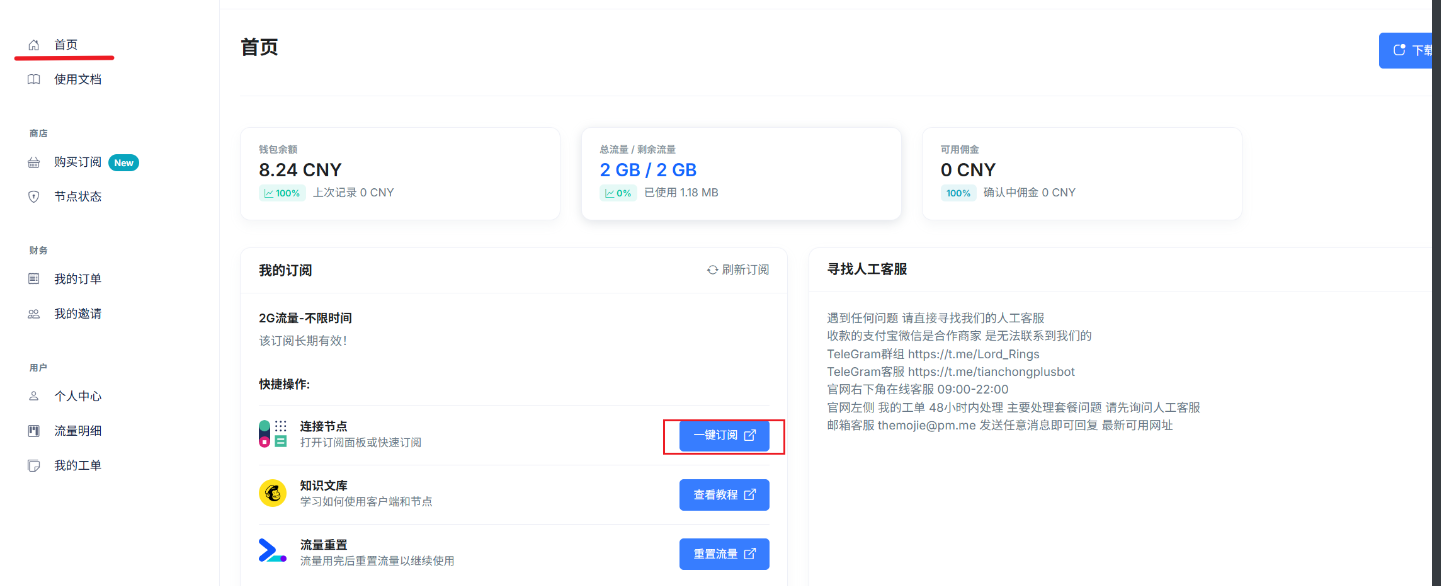 首页
使用文档
商店
购买订阅 New
节点状态
财务
我的订单
我的邀请
用户
个人中心
流量明细
我的工单
首页
下载
钱包余额
8.24 CNY
100% 上次记录 0 CNY
总流量 / 剩余流量
2 GB / 2 GB
0% 已使用 1.18 MB
可用佣金
0 CNY
100% 确认中佣金 0 CNY
我的订阅
刷新订阅
2G流量-不限时间
该订阅长期有效！
快捷操作:
连接节点
打开订阅面板或快速订阅
一键订阅
知识文库
学习如何使用客户端和节点
查看教程
流量重置
流量用完后重置流量以继续使用
重置流量
寻找人工客服
遇到任何问题 请直接寻找我们的人工客服
收款的支付宝微信是合作商家 是无法联系到我们的
TeleGram群组 https://t.me/Lord_Rings
TeleGram客服 https://t.me/tianchongplusbot
官网右下角在线客服 09:00-22:00
官网左侧 我的工单 48小时内处理 主要处理套餐问题 请先询问人工客服
邮箱客服 themojie@pm.me 发送任意消息即可回复 最新可用网址